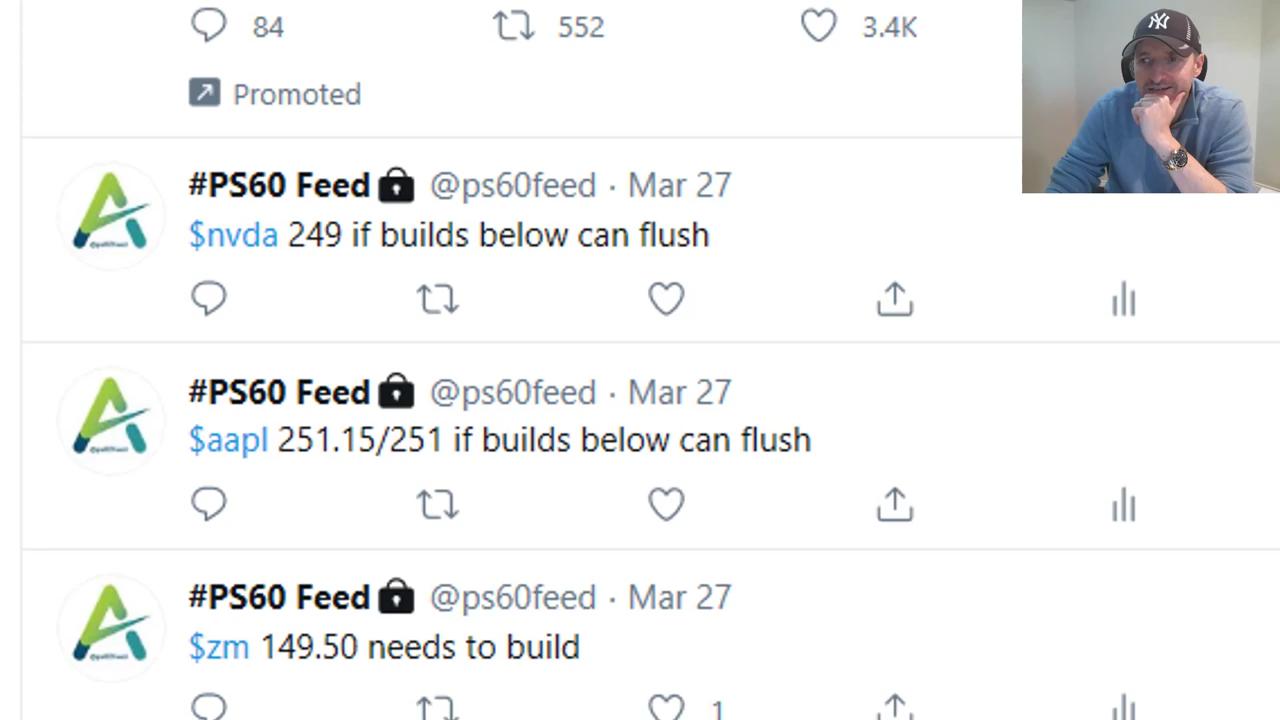 84 552 3.4K
Promoted
#PS60 Feed @ps60feed · Mar 27
$nvda 249 if builds below can flush
#PS60 Feed @ps60feed · Mar 27
$aapl 251.15/251 if builds below can flush
#PS60 Feed @ps60feed · Mar 27
$zm 149.50 needs to build
1